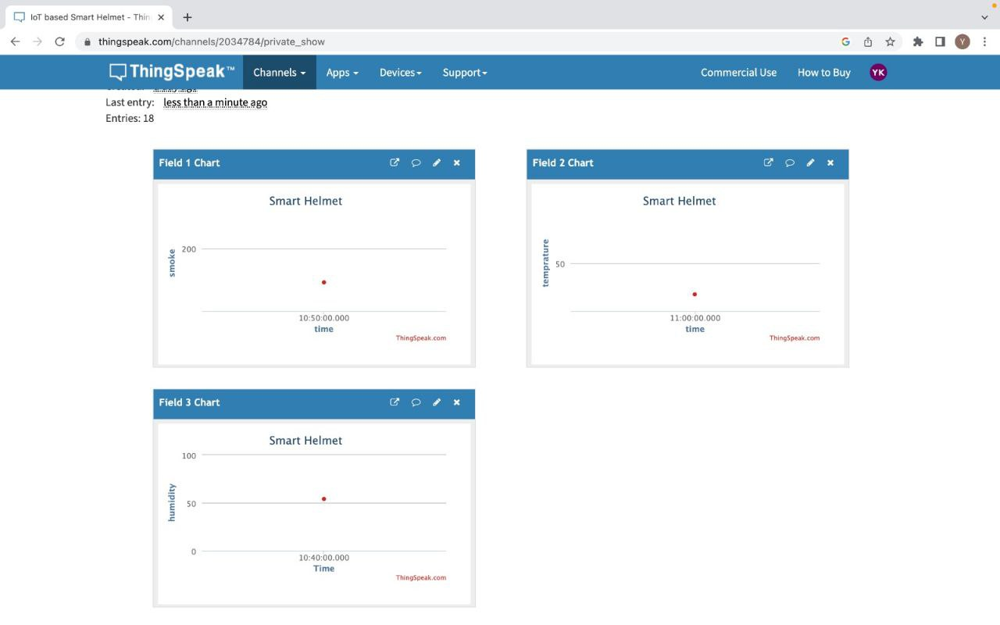 IoT based Smart Helmet - Thin
thingspeak.com/channels/2034784/private_show
Y
ThingSpeak™ Channels Apps Devices Support Commercial Use How to Buy YK
Last entry: less than a minute ago
Entries: 18
Field 1 Chart
Smart Helmet
smoke
200
10:50:00.000
time
ThingSpeak.com
Field 2 Chart
Smart Helmet
temprature
50
11:00:00.000
time
ThingSpeak.com
Field 3 Chart
Smart Helmet
humidity
100
50
0
10:40:00.000
Time
ThingSpeak.com